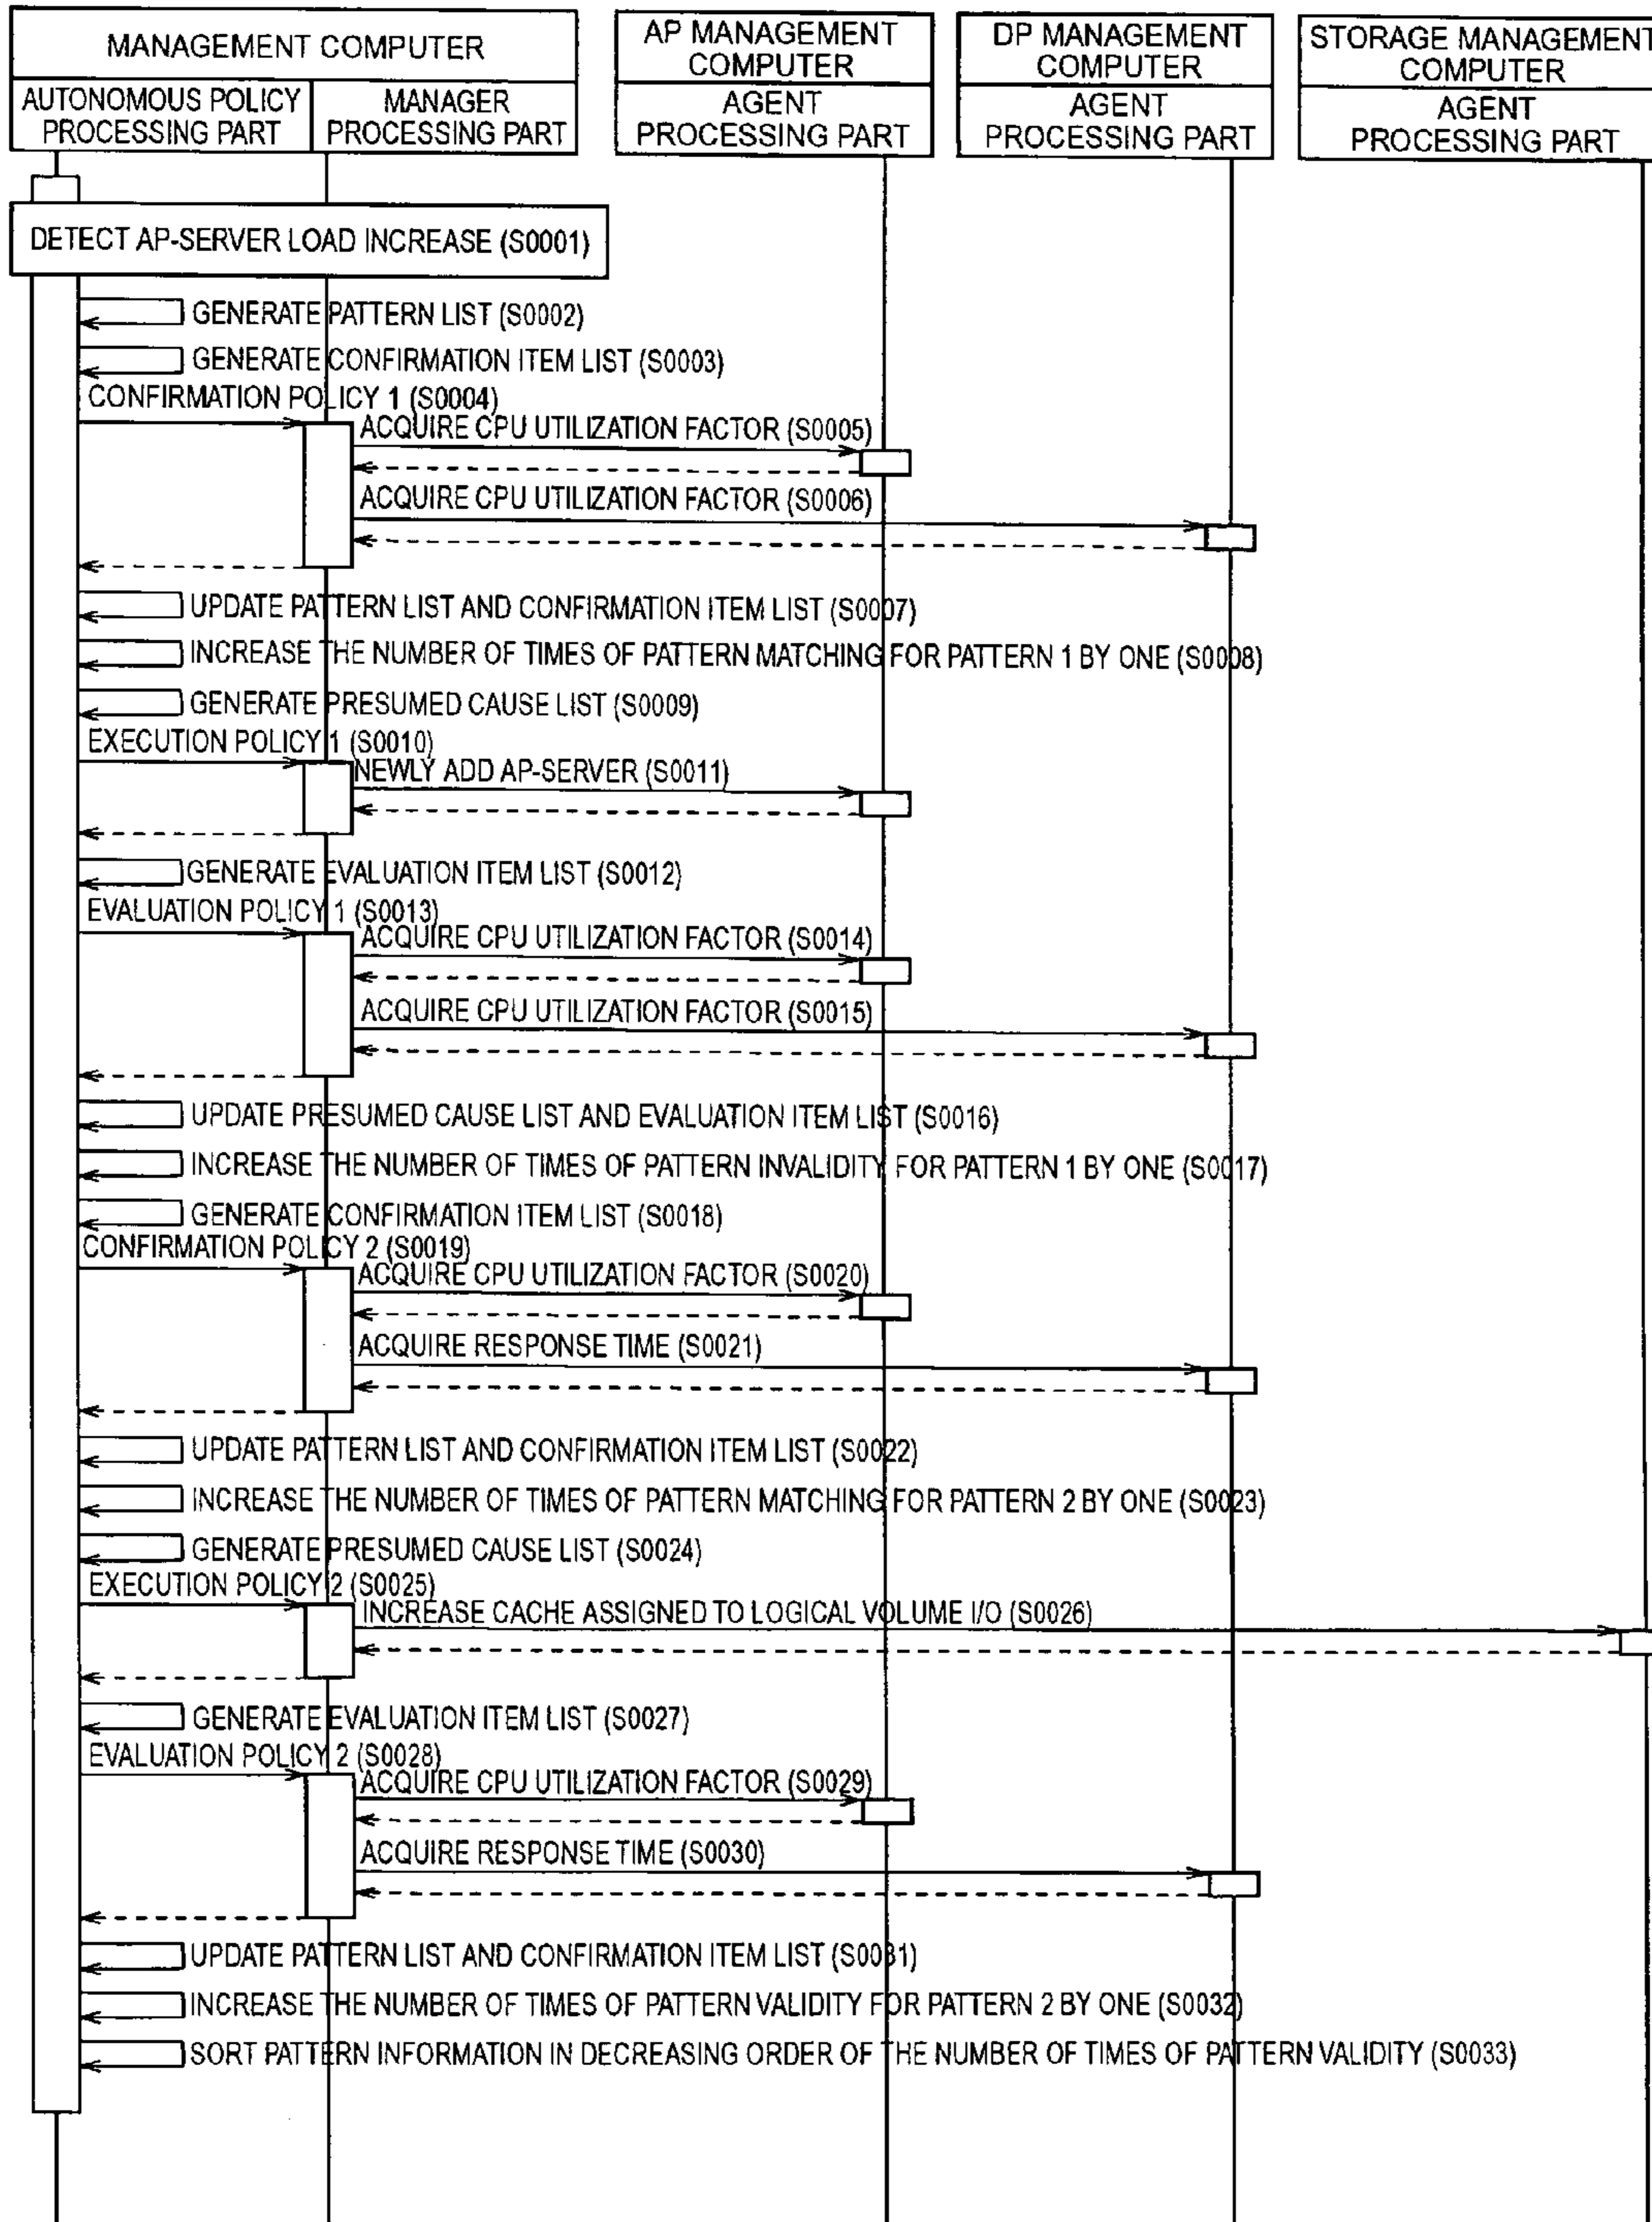 MANAGEMENT COMPUTER
AUTONOMOUS POLICY
PROCESSING PART
MANAGER
PROCESSING PART
AP MANAGEMENT
COMPUTER
AGENT
PROCESSING PART
DP MANAGEMENT
COMPUTER
AGENT
PROCESSING PART
STORAGE MANAGEMENT
COMPUTER
AGENT
PROCESSING PART
DETECT AP-SERVER LOAD INCREASE (S0001)
GENERATE PATTERN LIST (S0002)
GENERATE CONFIRMATION ITEM LIST (S0003)
CONFIRMATION POLICY 1 (S0004)
ACQUIRE CPU UTILIZATION FACTOR (S0005)
ACQUIRE CPU UTILIZATION FACTOR (S0006)
UPDATE PATTERN LIST AND CONFIRMATION ITEM LIST (S0007)
INCREASE THE NUMBER OF TIMES OF PATTERN MATCHING FOR PATTERN 1 BY ONE (S0008)
GENERATE PRESUMED CAUSE LIST (S0009)
EXECUTION POLICY 1 (S0010)
NEWLY ADD AP-SERVER (S0011)
GENERATE EVALUATION ITEM LIST (S0012)
EVALUATION POLICY 1 (S0013)
ACQUIRE CPU UTILIZATION FACTOR (S0014)
ACQUIRE CPU UTILIZATION FACTOR (S0015)
UPDATE PRESUMED CAUSE LIST AND EVALUATION ITEM LIST (S0016)
INCREASE THE NUMBER OF TIMES OF PATTERN INVALIDITY FOR PATTERN 1 BY ONE (S0017)
GENERATE CONFIRMATION ITEM LIST (S0018)
CONFIRMATION POLICY 2 (S0019)
ACQUIRE CPU UTILIZATION FACTOR (S0020)
ACQUIRE RESPONSE TIME (S0021)
UPDATE PATTERN LIST AND CONFIRMATION ITEM LIST (S0022)
INCREASE THE NUMBER OF TIMES OF PATTERN MATCHING FOR PATTERN 2 BY ONE (S0023)
GENERATE PRESUMED CAUSE LIST (S0024)
EXECUTION POLICY 2 (S0025)
INCREASE CACHE ASSIGNED TO LOGICAL VOLUME I/O (S0026)
GENERATE EVALUATION ITEM LIST (S0027)
EVALUATION POLICY 2 (S0028)
ACQUIRE CPU UTILIZATION FACTOR (S0029)
ACQUIRE RESPONSE TIME (S0030)
UPDATE PATTERN LIST AND CONFIRMATION ITEM LIST (S0031)
INCREASE THE NUMBER OF TIMES OF PATTERN VALIDITY FOR PATTERN 2 BY ONE (S0032)
SORT PATTERN INFORMATION IN DECREASING ORDER OF THE NUMBER OF TIMES OF PATTERN VALIDITY (S0033)